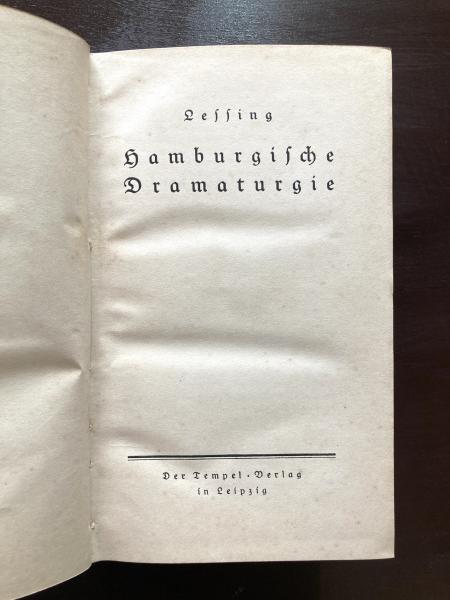 Leſſing
Hamburgiſche
Dramaturgie
Der Tempel · Verlag
in Leipzig